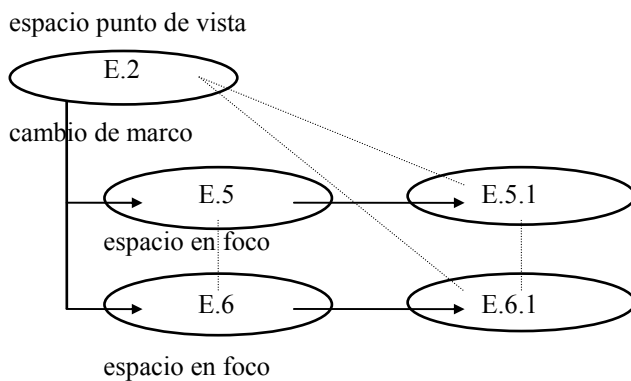 espacio punto de vista
E.2
cambio de marco
E.5
E.5.1
espacio en foco
E.6
E.6.1
espacio en foco